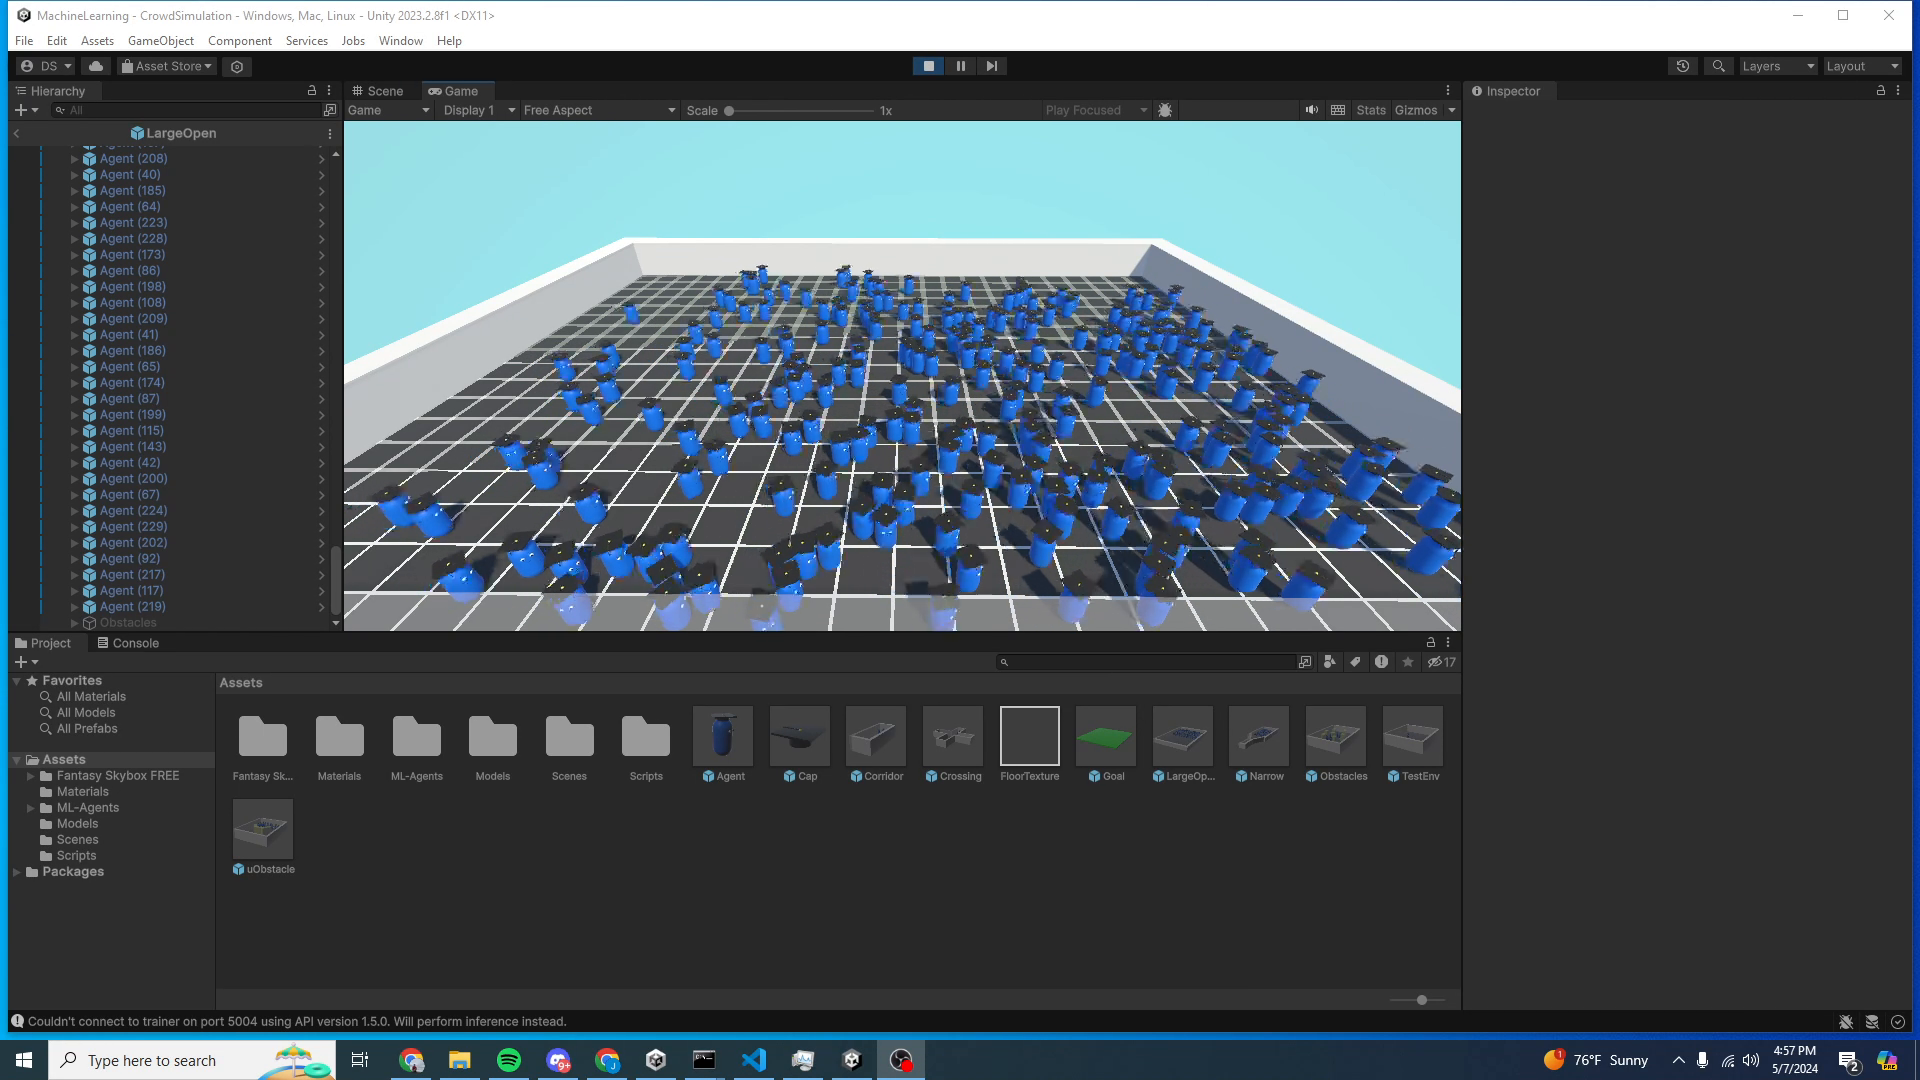 MachineLearning - CrowdSimulation - Windows, Mac, Linux - Unity 2023.2.8f1 <DX11>
File Edit Assets GameObject Component Services Jobs Window Help
DS Asset Store Layers Layout
Hierarchy
All
LargeOpen
Agent (208)
Agent (40)
Agent (185)
Agent (64)
Agent (223)
Agent (228)
Agent (173)
Agent (86)
Agent (198)
Agent (108)
Agent (209)
Agent (41)
Agent (186)
Agent (65)
Agent (174)
Agent (87)
Agent (199)
Agent (115)
Agent (143)
Agent (42)
Agent (200)
Agent (67)
Agent (224)
Agent (229)
Agent (202)
Agent (92)
Agent (217)
Agent (117)
Agent (219)
Obstacles
Scene Game
Game Display 1 Free Aspect Scale 1x Play Focused Stats Gizmos
Inspector
Project Console
17
Favorites
All Materials
All Models
All Prefabs
Assets
Fantasy Skybox FREE
Materials
ML-Agents
Models
Scenes
Scripts
Packages
Assets
Fantasy Sk... Materials ML-Agents Models Scenes Scripts Agent Cap Corridor Crossing FloorTexture Goal LargeOp... Narrow Obstacles TestEnv
uObstacle
Couldn't connect to trainer on port 5004 using API version 1.5.0. Will perform inference instead.
Type here to search
9+
1
76°F Sunny
4:57 PM
5/7/2024
2
PRE